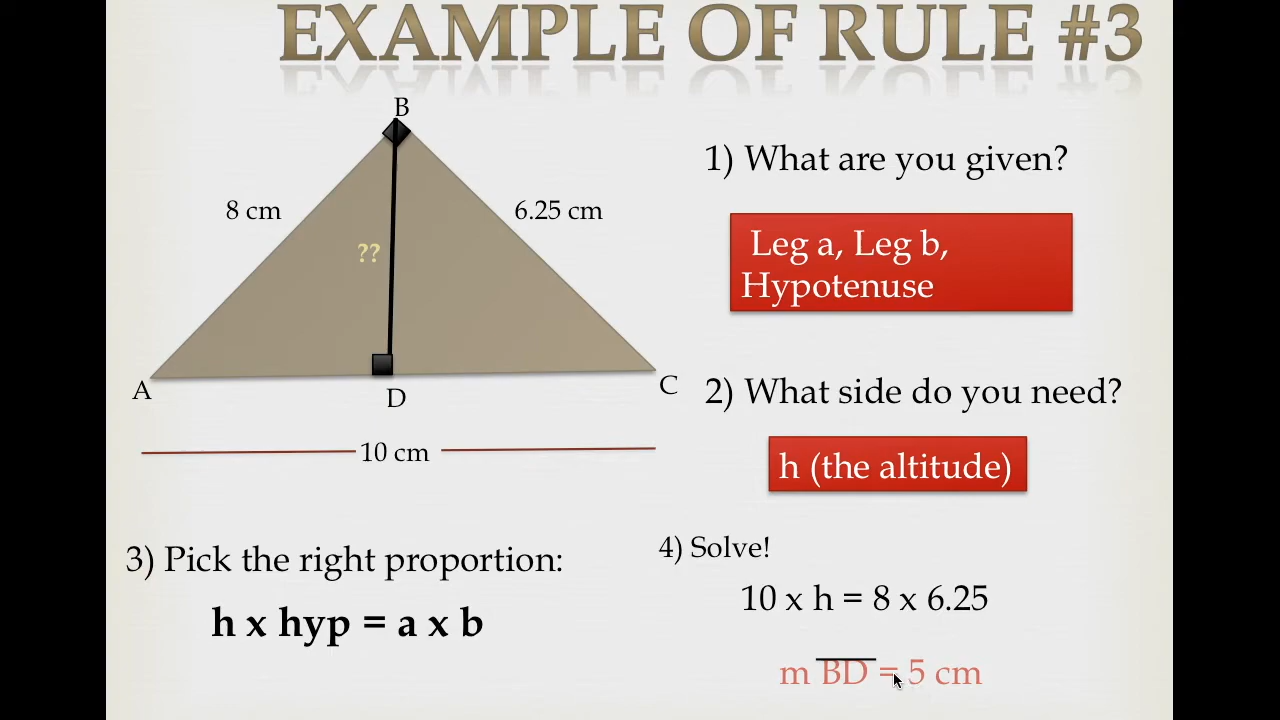 EXAMPLE OF RULE #3
B
8 cm
6.25 cm
??
A
D
C
10 cm
1) What are you given?
Leg a, Leg b,
Hypotenuse
2) What side do you need?
h (the altitude)
3) Pick the right proportion:
h x hyp = a x b
4) Solve!
10 x h = 8 x 6.25
m BD = 5 cm